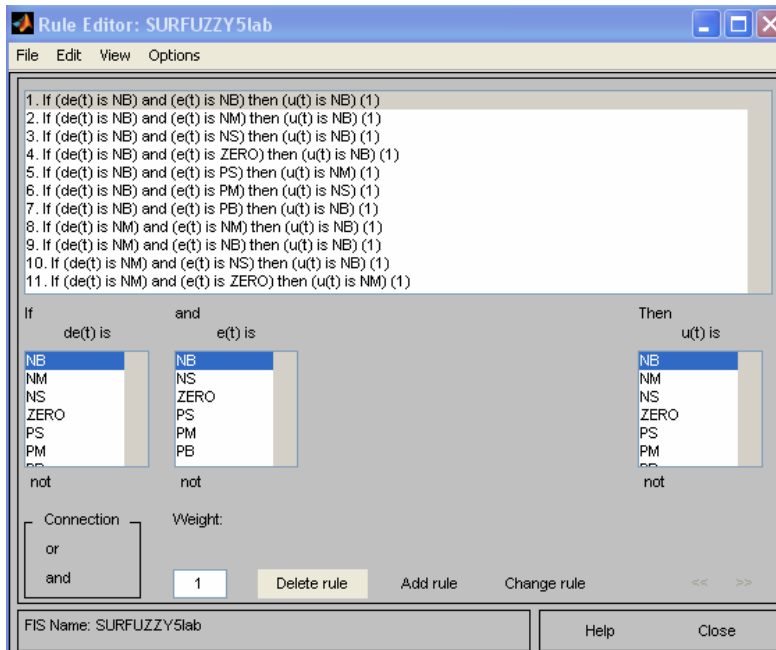 Rule Editor: SURFUZZY5lab
File Edit View Options
1. If (de(t) is NB) and (e(t) is NB) then (u(t) is NB) (1)
2. If (de(t) is NB) and (e(t) is NM) then (u(t) is NB) (1)
3. If (de(t) is NB) and (e(t) is NS) then (u(t) is NB) (1)
4. If (de(t) is NB) and (e(t) is ZERO) then (u(t) is NB) (1)
5. If (de(t) is NB) and (e(t) is PS) then (u(t) is NM) (1)
6. If (de(t) is NB) and (e(t) is PM) then (u(t) is NS) (1)
7. If (de(t) is NB) and (e(t) is PB) then (u(t) is NB) (1)
8. If (de(t) is NM) and (e(t) is NM) then (u(t) is NB) (1)
9. If (de(t) is NM) and (e(t) is NB) then (u(t) is NB) (1)
10. If (de(t) is NM) and (e(t) is NS) then (u(t) is NB) (1)
11. If (de(t) is NM) and (e(t) is ZERO) then (u(t) is NM) (1)
If and Then
de(t) is e(t) is u(t) is
NB NB NB
NM NS NM
NS ZERO NS
ZERO PS ZERO
PS PM PS
PM PB PM
not not not
Connection Weight:
or
and 1 Delete rule Add rule Change rule << >>
FIS Name: SURFUZZY5lab Help Close